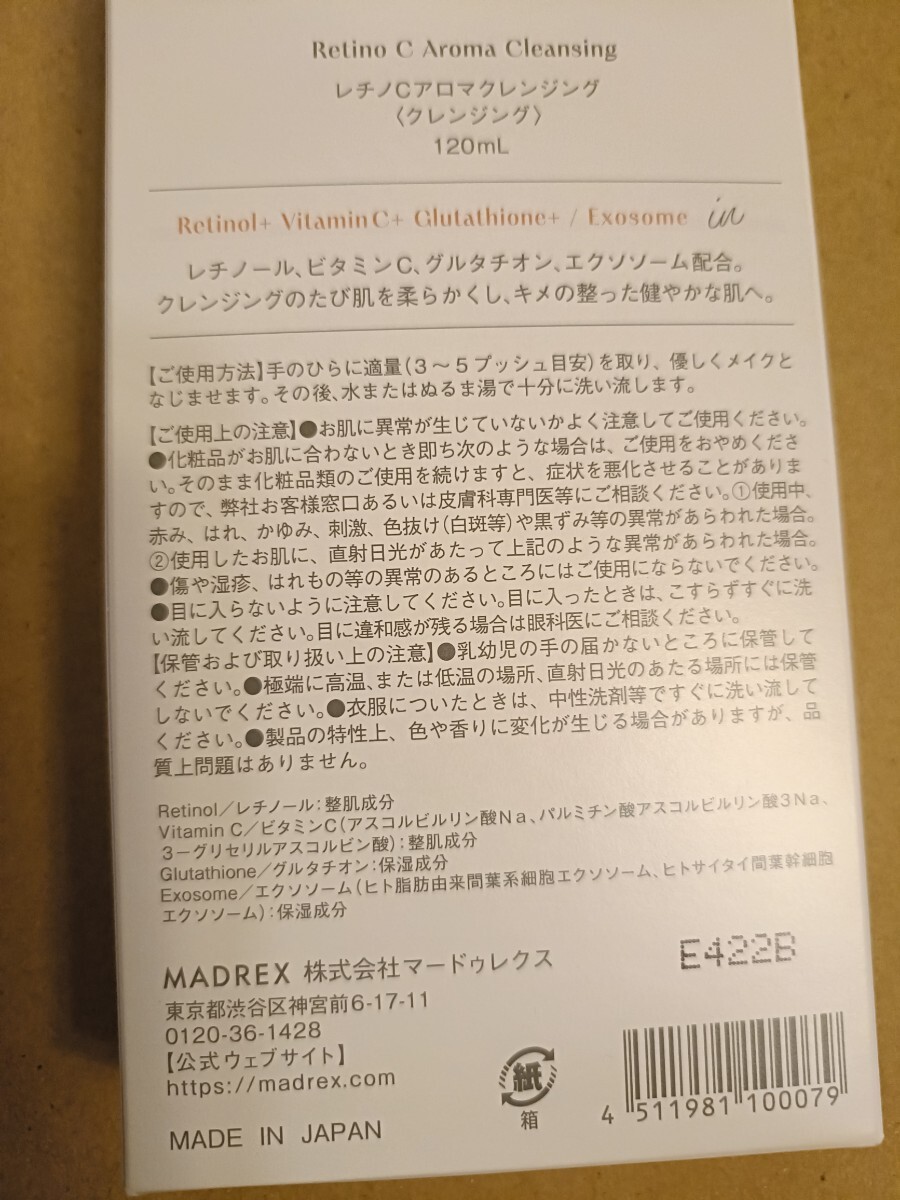 Retino C Aroma Cleansing
レチノCアロマクレンジング
〈クレンジング〉
120mL
Retinol+ Vitamin C+ Glutathione+ / Exosome in
レチノール、ビタミンC、グルタチオン、エクソソーム配合。
クレンジングのたび肌を柔らかくし、キメの整った健やかな肌へ。
【ご使用方法】手のひらに適量(3〜5プッシュ目安)を取り、優しくメイクと
なじませます。その後、水またはぬるま湯で十分に洗い流します。
【ご使用上の注意】●お肌に異常が生じていないかよく注意してご使用ください。
●化粧品がお肌に合わないとき即ち次のような場合は、ご使用をおやめくださ
い。そのまま化粧品類のご使用を続けますと、症状を悪化させることがありま
すので、弊社お客様窓口あるいは皮膚科専門医等にご相談ください。①使用中、
赤み、はれ、かゆみ、刺激、色抜け(白斑等)や黒ずみ等の異常があらわれた場合。
②使用したお肌に、直射日光があたって上記のような異常があらわれた場合。
●傷や湿疹、はれもの等の異常のあるところにはご使用にならないでください。
●目に入らないように注意してください。目に入ったときは、こすらずすぐに洗
い流してください。目に違和感が残る場合は眼科医にご相談ください。
【保管および取り扱い上の注意】●乳幼児の手の届かないところに保管して
ください。●極端に高温、または低温の場所、直射日光のあたる場所には保管
しないでください。●衣服についたときは、中性洗剤等ですぐに洗い流して
ください。●製品の特性上、色や香りに変化が生じる場合がありますが、品
質上問題はありません。
Retinol/レチノール:整肌成分
Vitamin C/ビタミンC(アスコルビルリン酸Na、パルミチン酸アスコルビルリン酸3Na、
3ーグリセリルアスコルビン酸):整肌成分
Glutathione/グルタチオン:保湿成分
Exosome/エクソソーム(ヒト脂肪由来間葉系細胞エクソソーム、ヒトサイタイ間葉幹細胞
エクソソーム):保湿成分
E422B
MADREX 株式会社マードゥレクス
東京都渋谷区神宮前6-17-11
0120-36-1428
【公式ウェブサイト】
https://madrex.com
MADE IN JAPAN
紙
箱
4 511981 100079